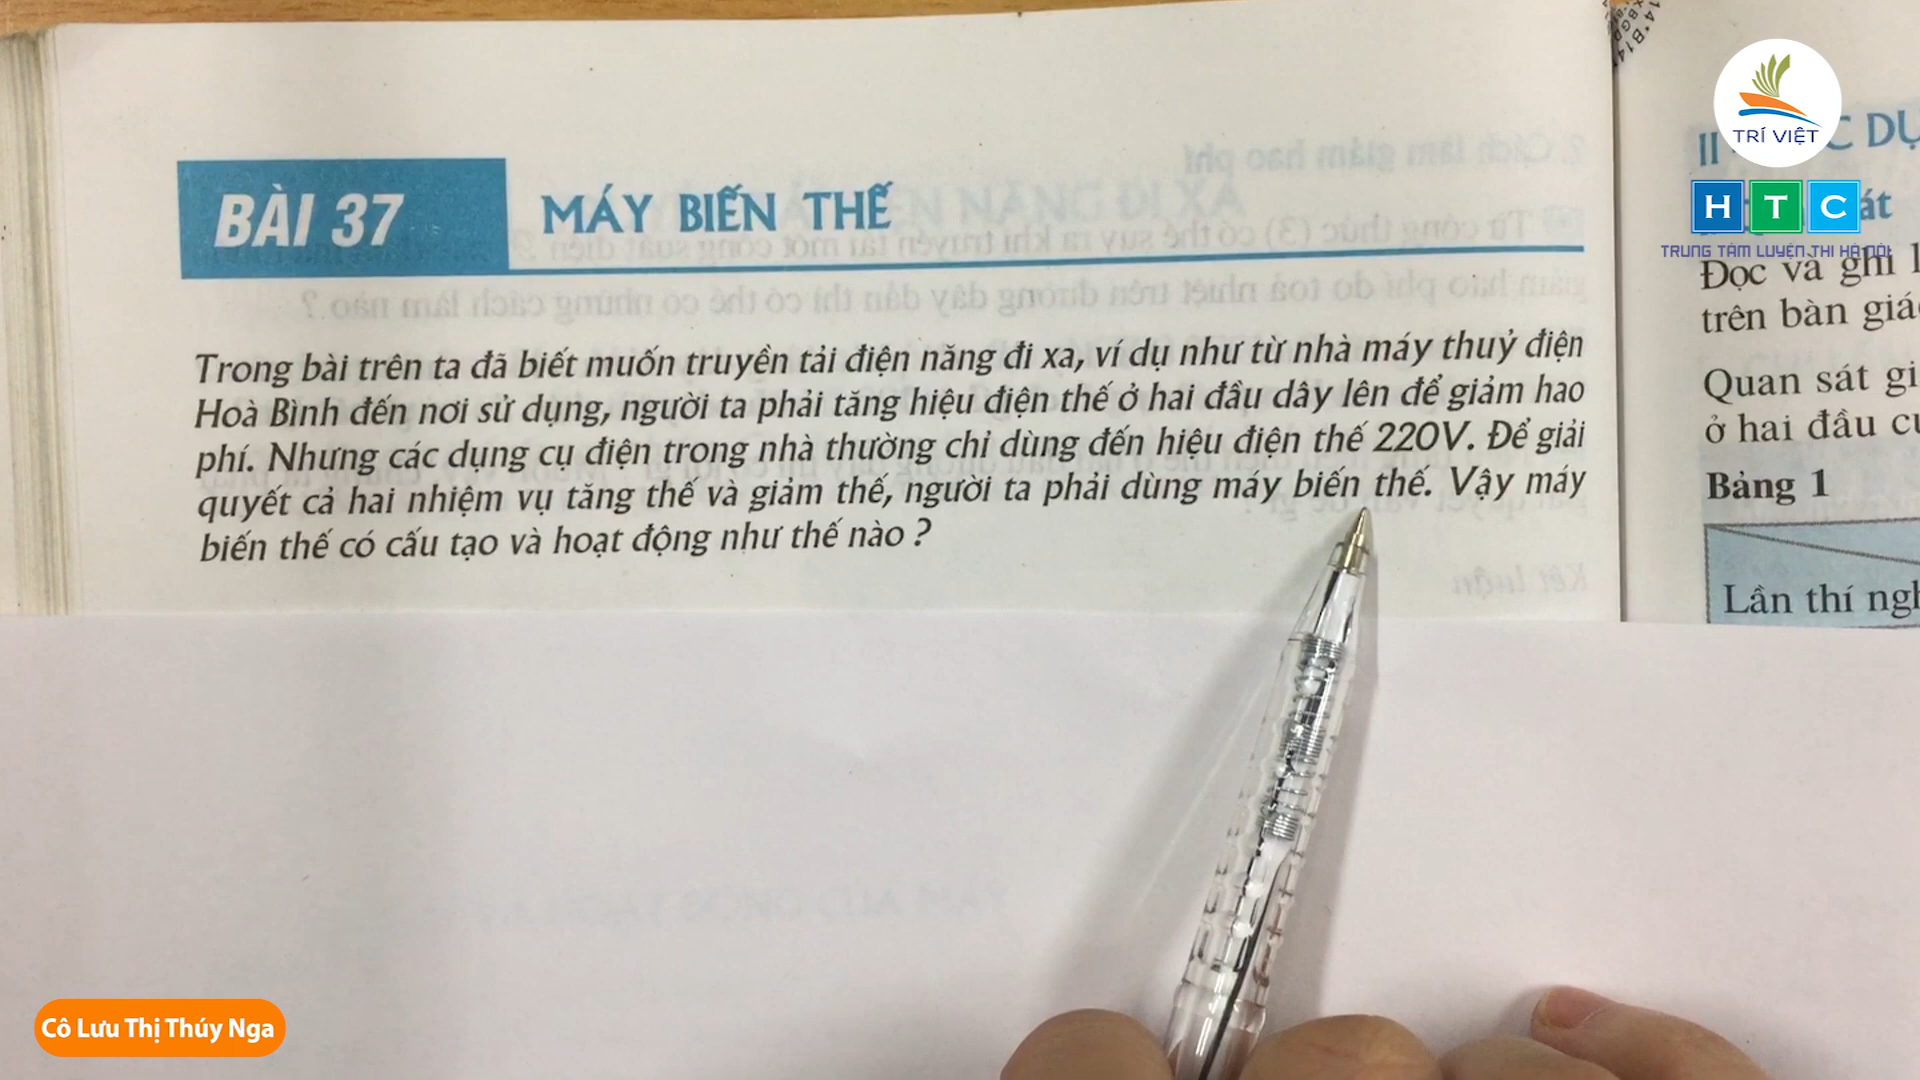 BÀI 37
MÁY BIẾN THẾ
Trong bài trên ta đã biết muốn truyền tải điện năng đi xa, ví dụ như từ nhà máy thuỷ điện
Hoà Bình đến nơi sử dụng, người ta phải tăng hiệu điện thế ở hai đầu dây lên để giảm hao
phí. Nhưng các dụng cụ điện trong nhà thường chỉ dùng đến hiệu điện thế 220V. Để giải
quyết cả hai nhiệm vụ tăng thế và giảm thế, người ta phải dùng máy biến thế. Vậy máy
biến thế có cấu tạo và hoạt động như thế nào ?
TRÍ VIỆT
HTC
TRUNG TÂM LUYỆN THI HÀ NỘI
II
Đọc và ghi
trên bàn
Quan sát
ở hai đầu
Bảng 1
Lần thí
Cô Lưu Thị Thúy Nga